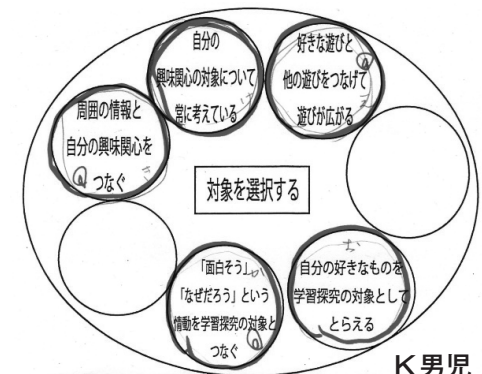 自分の
興味関心の対象について
常に考えている
好きな遊びと
他の遊びをつなげて
遊びが広がる
周囲の情報と
自分の興味関心を
つなぐ
対象を選択する
「面白そう」
「なぜだろう」という
情動を学習探究の対象と
つなぐ
自分の好きなものを
学習探究の対象として
とらえる
K男児